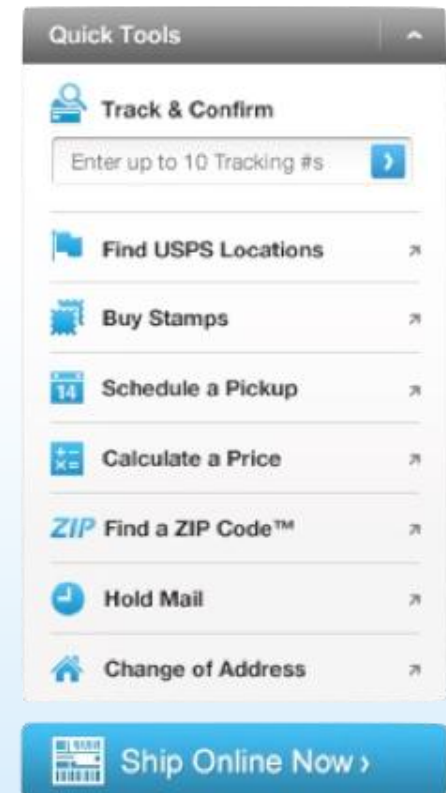 Quick Tools
Track & Confirm
Enter up to 10 Tracking #s
Find USPS Locations
Buy Stamps
14 Schedule a Pickup
Calculate a Price
ZIP Find a ZIP Code™
Hold Mail
Change of Address
Ship Online Now ›